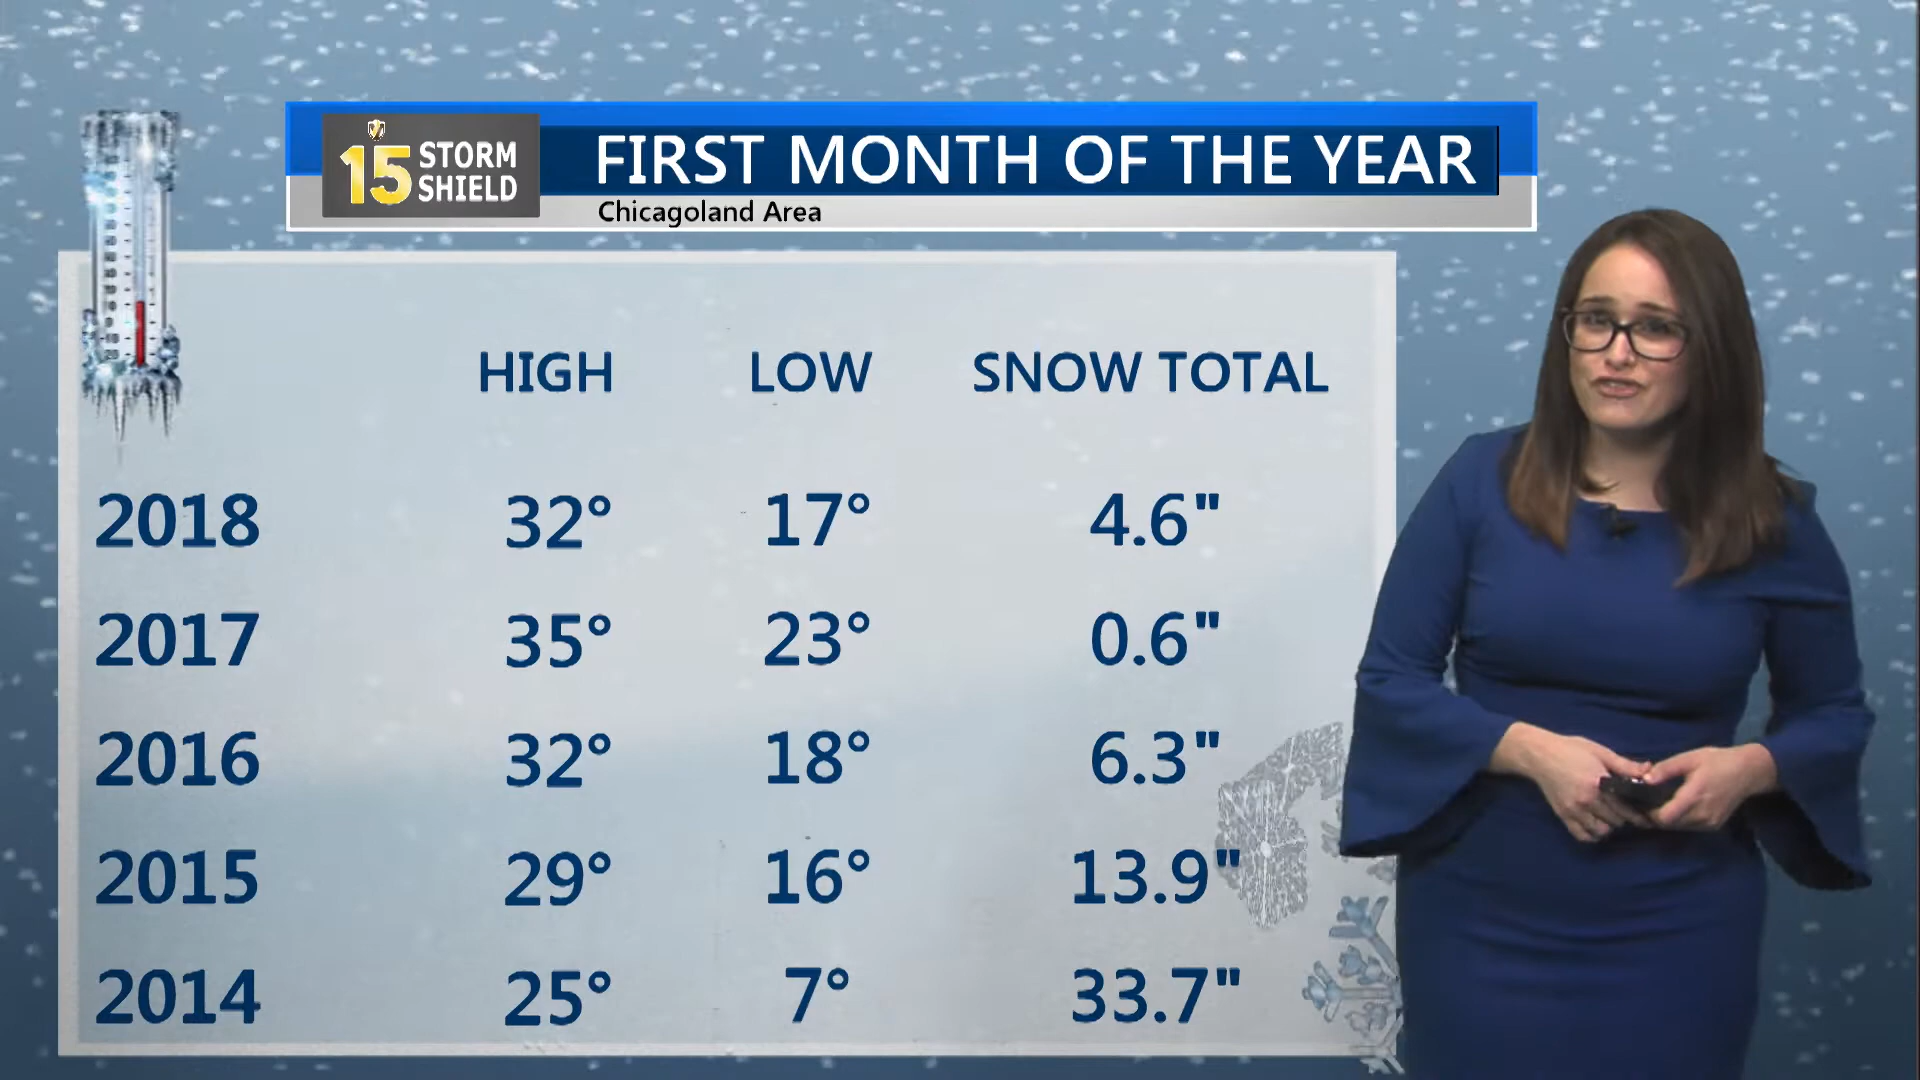 15 STORM SHIELD
FIRST MONTH OF THE YEAR
Chicagoland Area
HIGH LOW SNOW TOTAL
2018 32° 17° 4.6"
2017 35° 23° 0.6"
2016 32° 18° 6.3"
2015 29° 16° 13.9"
2014 25° 7° 33.7"